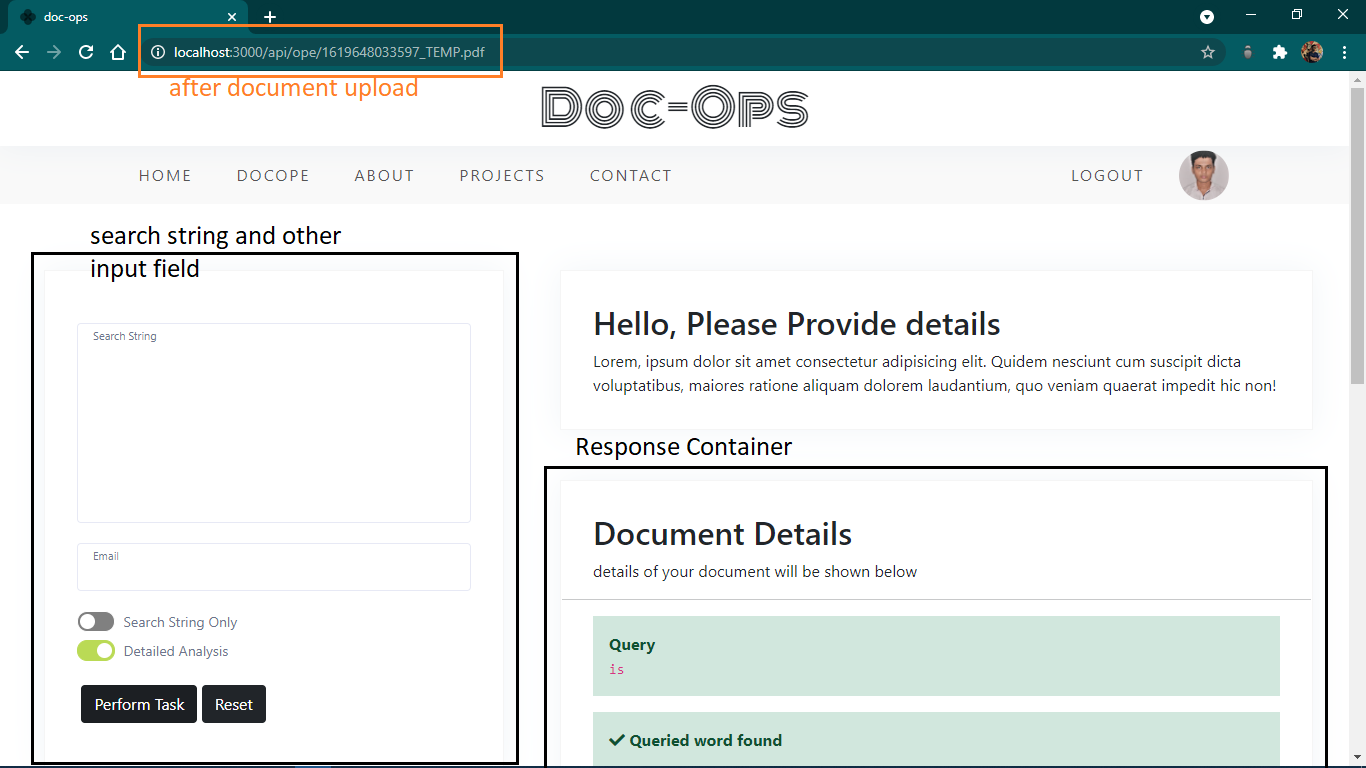 doc-ops
localhost:3000/api/ope/1619648033597_TEMP.pdf
after document upload
Doc-Ops
HOME DOCOPE ABOUT PROJECTS CONTACT LOGOUT
search string and other
input field
Search String
Email
Search String Only
Detailed Analysis
Perform Task Reset
Hello, Please Provide details
Lorem, ipsum dolor sit amet consectetur adipisicing elit. Quidem nesciunt cum suscipit dicta
voluptatibus, maiores ratione aliquam dolorem laudantium, quo veniam quaerat impedit hic non!
Response Container
Document Details
details of your document will be shown below
Query
is
Queried word found